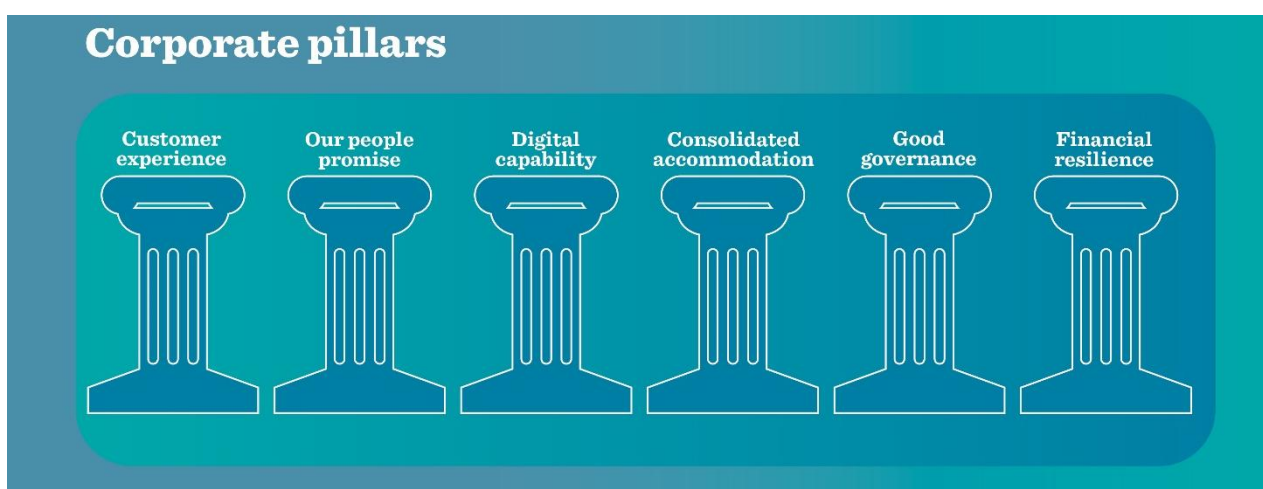 Corporate pillars
Customer
experience
Our people
promise
Digital
capability
Consolidated
accommodation
Good
governance
Financial
resilience